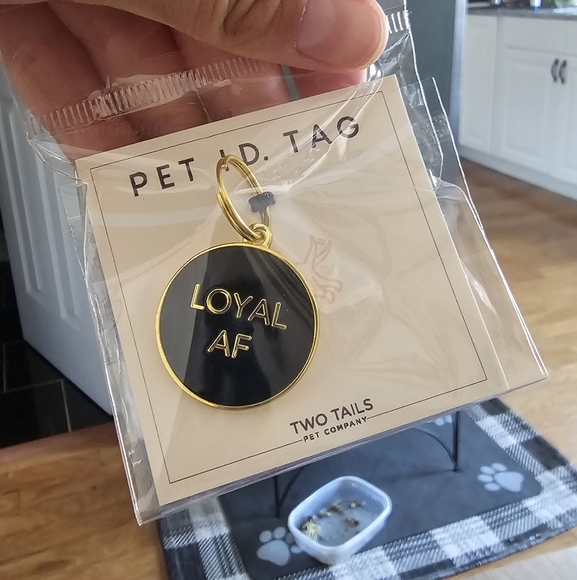 PET I.D. TAG
LOYAL
AF
TWO TAILS
PET COMPANY